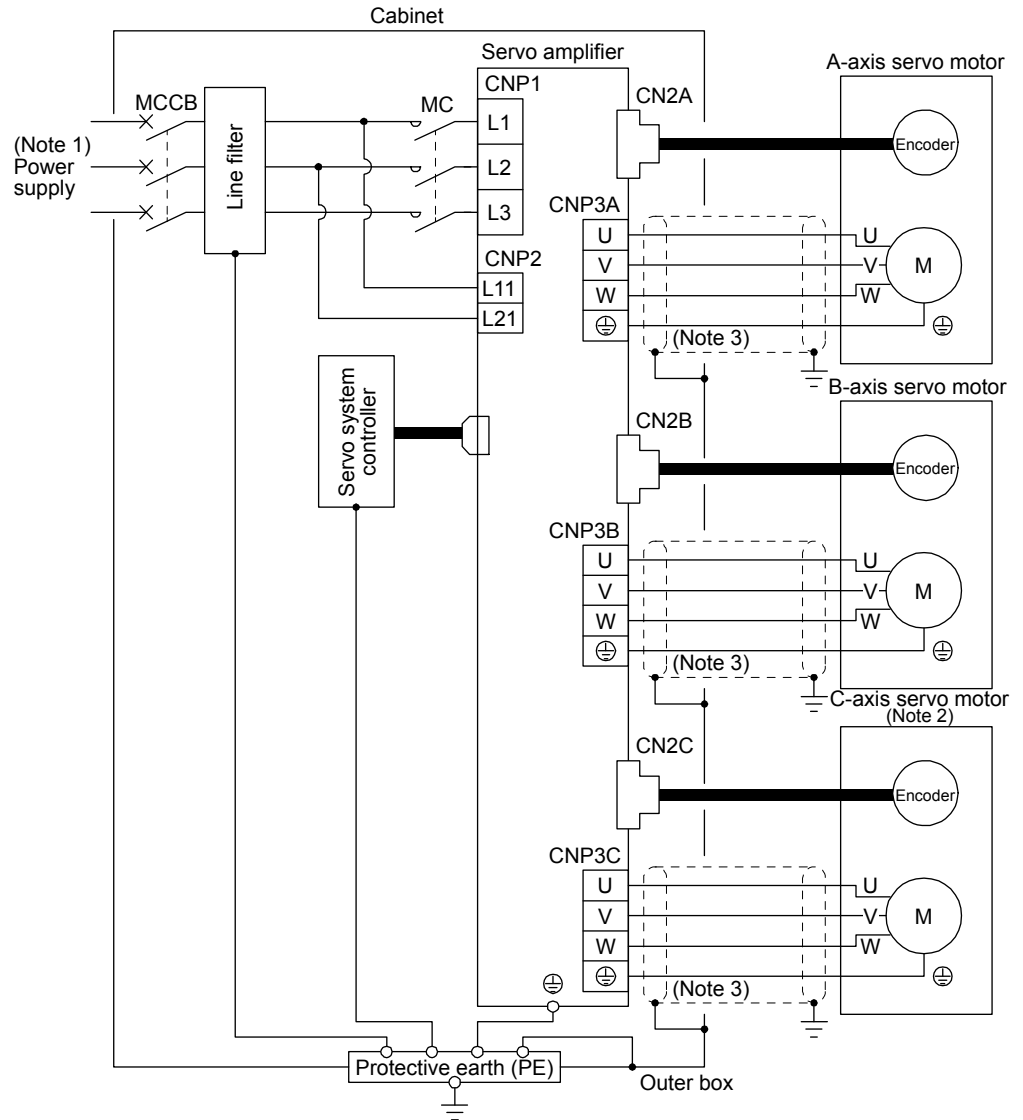 Cabinet
Servo amplifier
A-axis servo motor
CNP1
MCCB
MC
CN2A
L1
(Note 1)
Power
supply
Line filter
L2
Encoder
L3
CNP3A
U
U
CNP2
V
V
M
L11
W
W
L21
(Note 3)
B-axis servo motor
Servo system
controller
CN2B
Encoder
CNP3B
U
U
V
V
M
W
W
(Note 3)
C-axis servo motor
(Note 2)
CN2C
Encoder
CNP3C
U
U
V
V
M
W
W
(Note 3)
Protective earth (PE)
Outer box